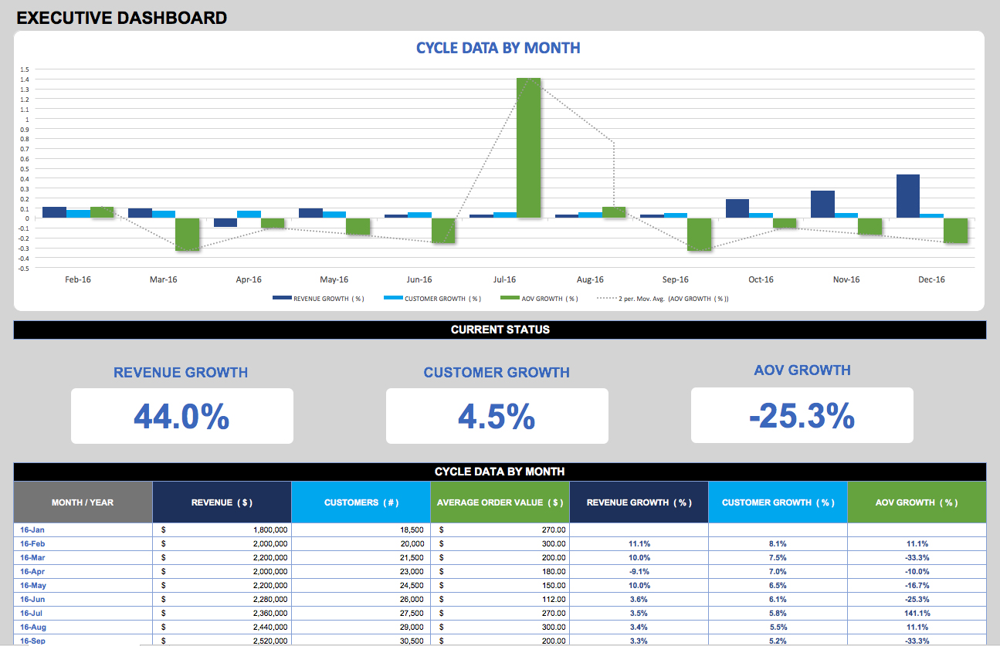 EXECUTIVE DASHBOARD
CYCLE DATA BY MONTH
1.5
1.4
1.3
1.2
1.1
1
0.9
0.8
0.7
0.6
0.5
0.4
0.3
0.2
0.1
0
-0.1
-0.2
-0.3
-0.4
-0.5
Feb-16 Mar-16 Apr-16 May-16 Jun-16 Jul-16 Aug-16 Sep-16 Oct-16 Nov-16 Dec-16
REVENUE GROWTH ( % ) CUSTOMER GROWTH ( % ) AOV GROWTH ( % ) 2 per. Mov. Avg. (AOV GROWTH ( % ))
CURRENT STATUS
REVENUE GROWTH CUSTOMER GROWTH AOV GROWTH
44.0% 4.5% -25.3%
CYCLE DATA BY MONTH
MONTH / YEAR REVENUE ( $ ) CUSTOMERS ( # ) AVERAGE ORDER VALUE ( $ ) REVENUE GROWTH ( % ) CUSTOMER GROWTH ( % ) AOV GROWTH ( % )
16-Jan $ 1,800,000 18,500 $ 270.00
16-Feb $ 2,000,000 20,000 $ 300.00 11.1% 8.1% 11.1%
16-Mar $ 2,200,000 21,500 $ 200.00 10.0% 7.5% -33.3%
16-Apr $ 2,000,000 23,000 $ 180.00 -9.1% 7.0% -10.0%
16-May $ 2,200,000 24,500 $ 150.00 10.0% 6.5% -16.7%
16-Jun $ 2,280,000 26,000 $ 112.00 3.6% 6.1% -25.3%
16-Jul $ 2,360,000 27,500 $ 270.00 3.5% 5.8% 141.1%
16-Aug $ 2,440,000 29,000 $ 300.00 3.4% 5.5% 11.1%
16-Sep $ 2,520,000 30,500 $ 200.00 3.3% 5.2% -33.3%